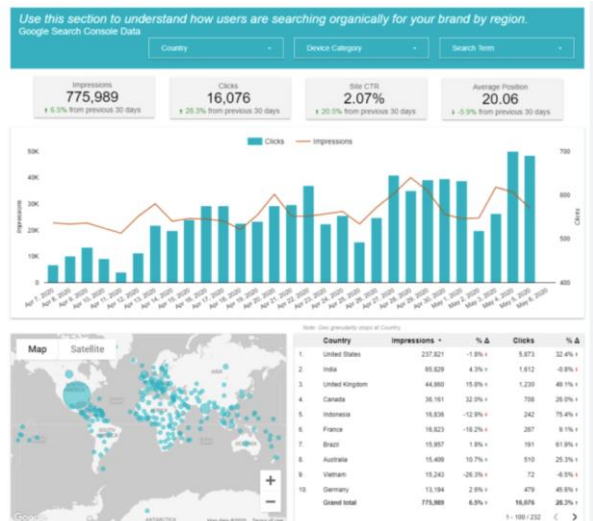 Use this section to understand how users are searching organically for your brand by region.
Google Search Console Data
Country
Device Category
Search Term
Impressions
775,989
6.5% from previous 30 days
Clicks
16,076
28.3% from previous 30 days
Site CTR
2.07%
20.5% from previous 30 days
Average Position
20.06
-5.9% from previous 30 days
Clicks
Impressions
50K
40K
30K
20K
10K
0
Impressions
700
600
500
400
Clicks
Apr 7, 2020
Apr 8, 2020
Apr 9, 2020
Apr 10, 2020
Apr 11, 2020
Apr 12, 2020
Apr 13, 2020
Apr 14, 2020
Apr 15, 2020
Apr 16, 2020
Apr 17, 2020
Apr 18, 2020
Apr 19, 2020
Apr 20, 2020
Apr 21, 2020
Apr 22, 2020
Apr 23, 2020
Apr 24, 2020
Apr 25, 2020
Apr 26, 2020
Apr 27, 2020
Apr 28, 2020
Apr 29, 2020
Apr 30, 2020
May 1, 2020
May 2, 2020
May 3, 2020
May 4, 2020
May 5, 2020
May 6, 2020
Note: Geo granularity stops at Country
Map Satellite
ASIA
SOUTH
ANTARCTICA
Google
+
−
Country Impressions % Δ Clicks % Δ
1. United States 237,821 -1.8% 5,873 32.4%
2. India 65,829 4.3% 1,612 -0.8%
3. United Kingdom 44,860 15.8% 1,230 49.1%
4. Canada 36,161 32.0% 708 26.0%
5. Indonesia 16,836 -12.9% 242 75.4%
6. France 16,823 -16.2% 287 9.1%
7. Brazil 15,957 1.9% 191 61.9%
8. Australia 15,409 10.7% 510 25.3%
9. Vietnam 15,243 -26.3% 72 -6.5%
10. Germany 13,194 2.6% 479 45.6%
Grand total 775,989 6.5% 16,076 28.3%
1 - 100 / 232 < >